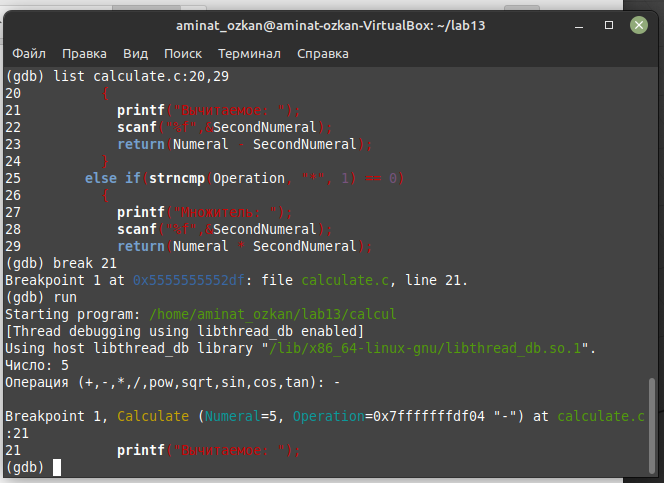 aminat_ozkan@aminat-ozkan-VirtualBox: ~/lab13
Файл Правка Вид Поиск Терминал Справка
(gdb) list calculate.c:20,29
20 {
21 printf("Вычитаемое: ");
22 scanf("%f",&SecondNumeral);
23 return(Numeral - SecondNumeral);
24 }
25 else if(strncmp(Operation, "*", 1) == 0)
26 {
27 printf("Множитель: ");
28 scanf("%f",&SecondNumeral);
29 return(Numeral * SecondNumeral);
(gdb) break 21
Breakpoint 1 at 0x5555555552df: file calculate.c, line 21.
(gdb) run
Starting program: /home/aminat_ozkan/lab13/calcul
[Thread debugging using libthread_db enabled]
Using host libthread_db library "/lib/x86_64-linux-gnu/libthread_db.so.1".
Число: 5
Операция (+,-,*,/,pow,sqrt,sin,cos,tan): -
Breakpoint 1, Calculate (Numeral=5, Operation=0x7fffffffdf04 "-") at calculate.c
:21
21 printf("Вычитаемое: ");
(gdb)